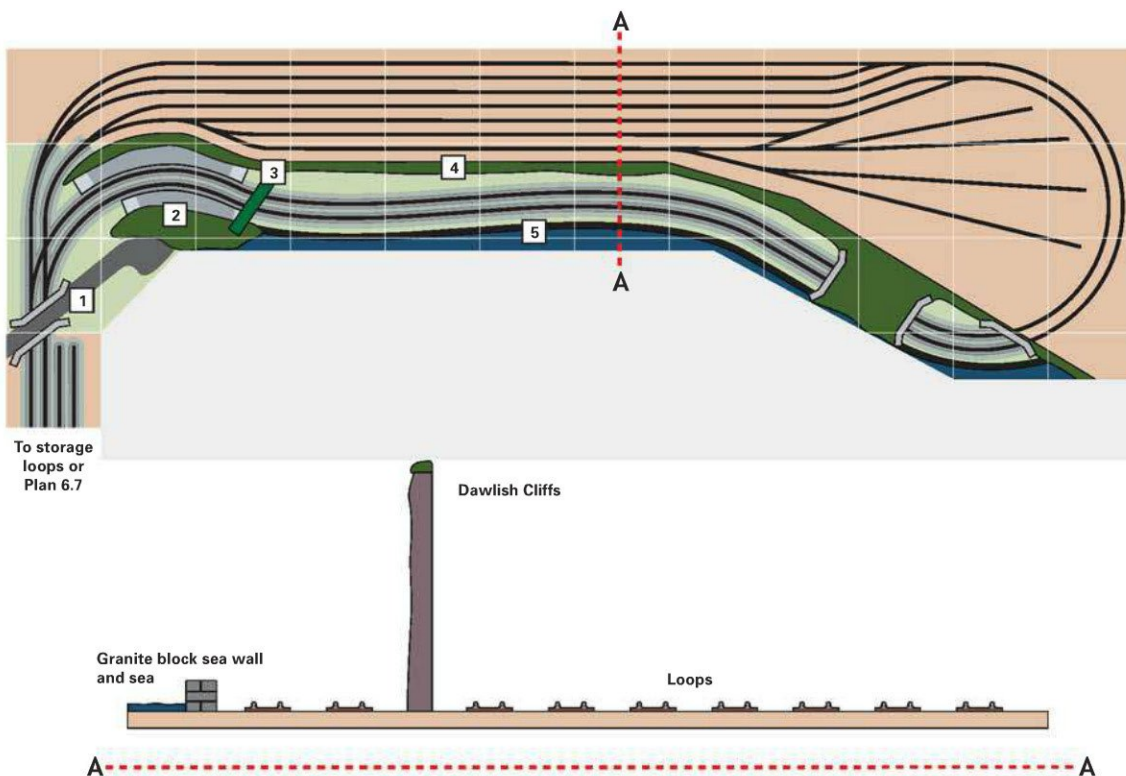 A
3
4
2
5
A
1
To storage
loops or
Plan 6.7
Dawlish Cliffs
Granite block sea wall
and sea
Loops
A
A